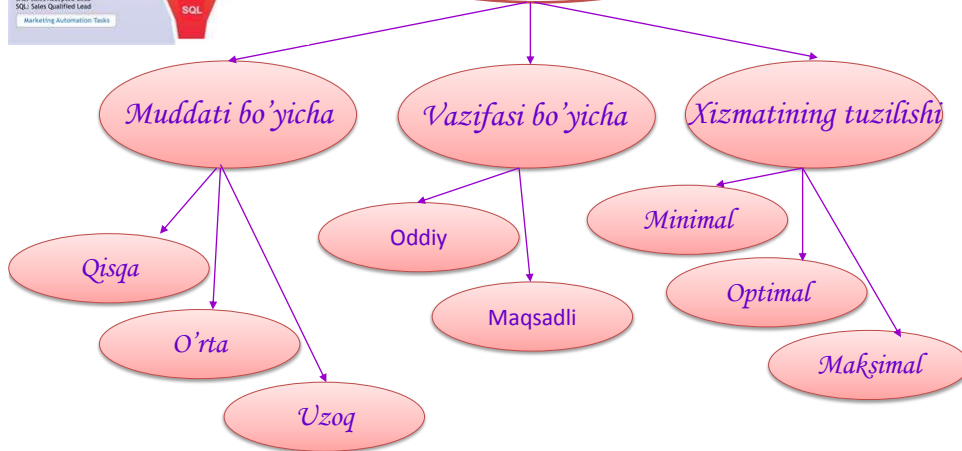 SQL: Sales Qualified Lead
Marketing Automation Tasks
SQL
Muddati bo’yicha
Vazifasi bo’yicha
Xizmatining tuzilishi
Qisqa
O’rta
Uzoq
Oddiy
Maqsadli
Minimal
Optimal
Maksimal